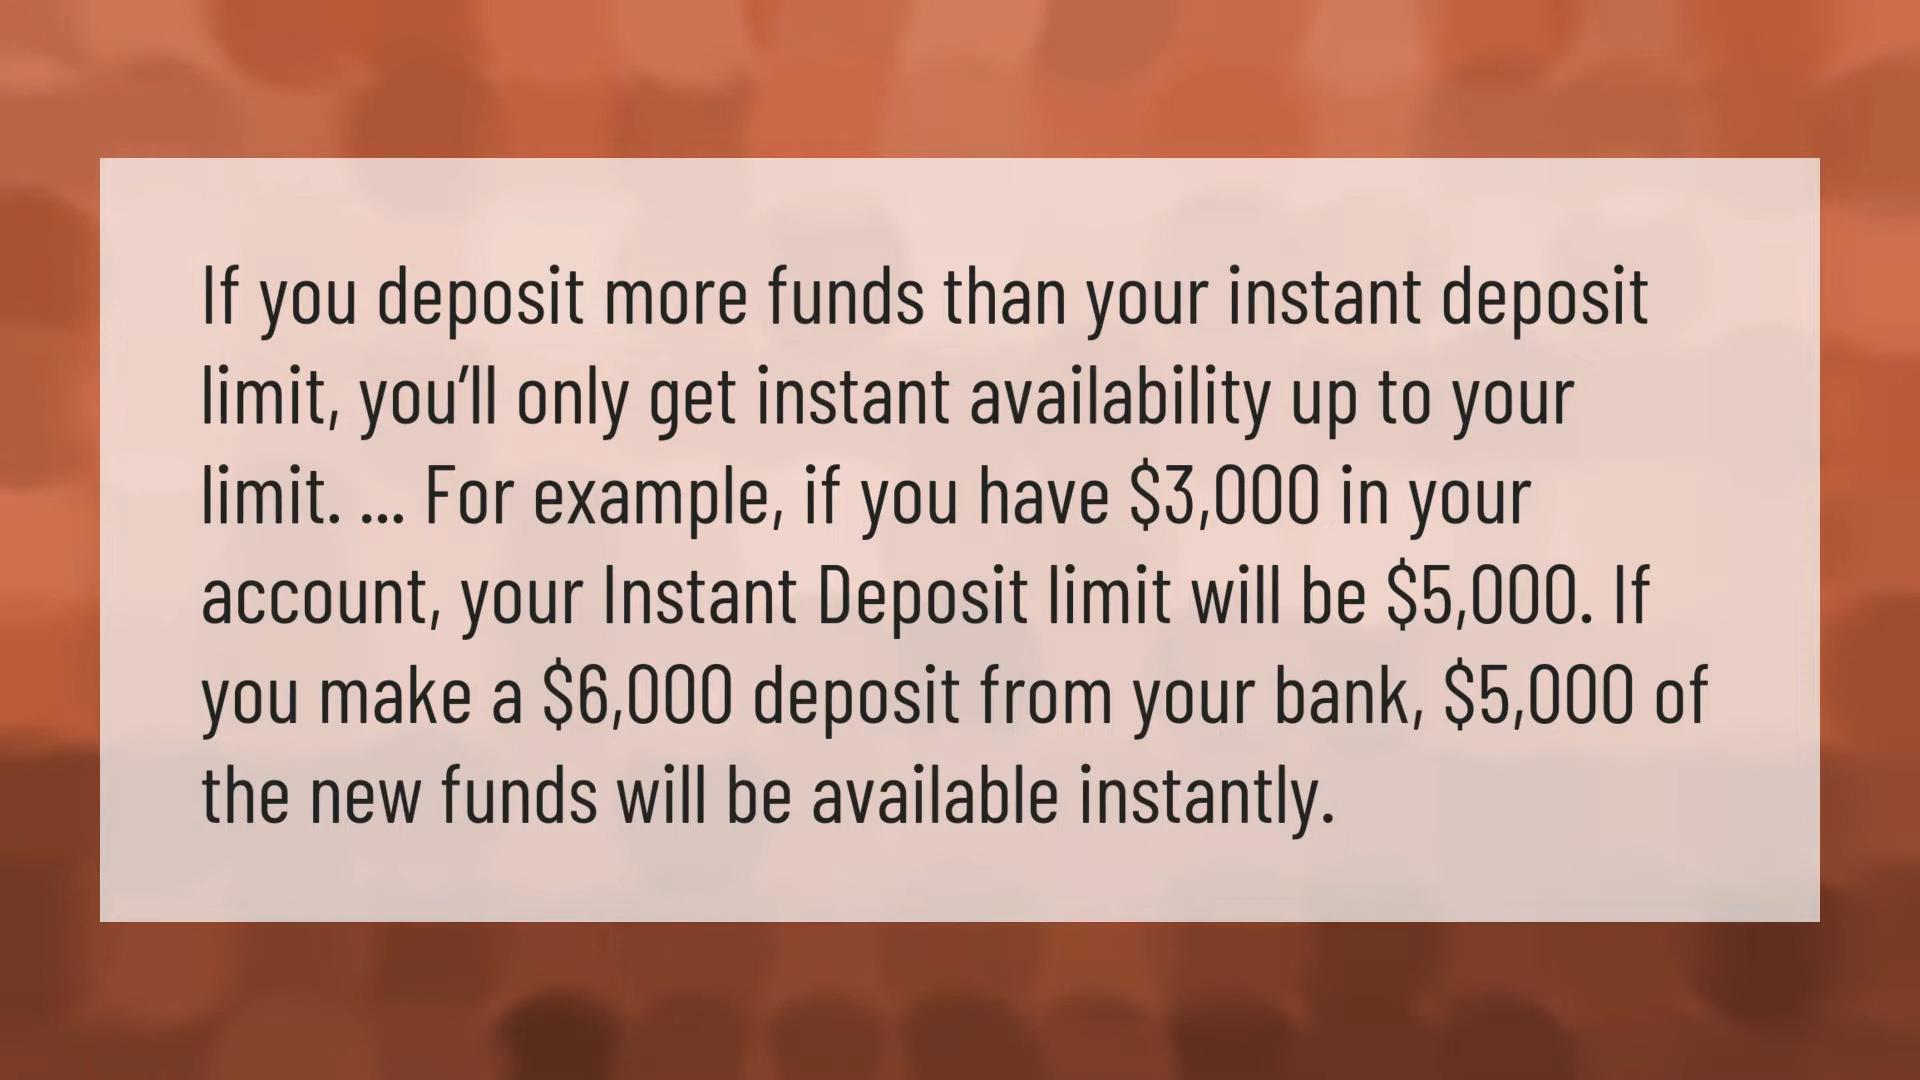 If you deposit more funds than your instant deposit
limit, you’ll only get instant availability up to your
limit. ... For example, if you have $3,000 in your
account, your Instant Deposit limit will be $5,000. If
you make a $6,000 deposit from your bank, $5,000 of
the new funds will be available instantly.